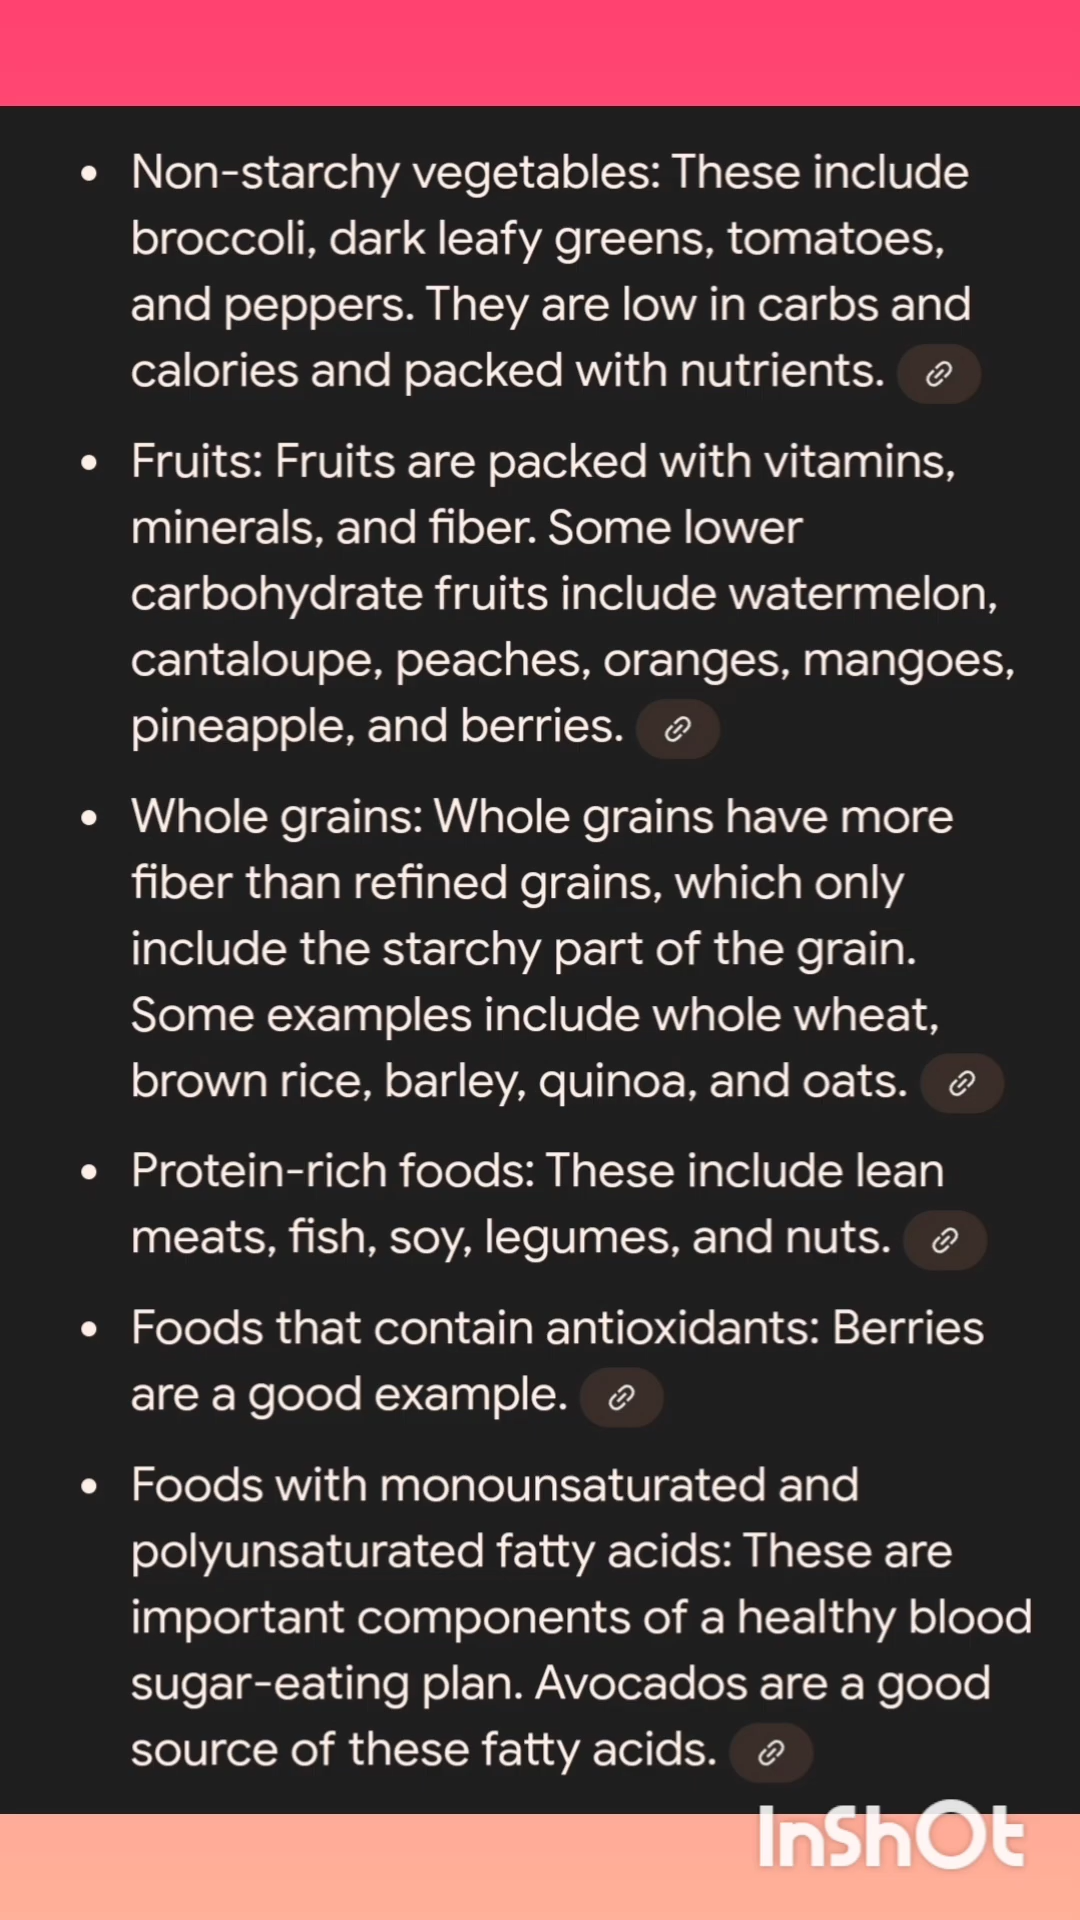 • Non-starchy vegetables: These include
broccoli, dark leafy greens, tomatoes,
and peppers. They are low in carbs and
calories and packed with nutrients.
• Fruits: Fruits are packed with vitamins,
minerals, and fiber. Some lower
carbohydrate fruits include watermelon,
cantaloupe, peaches, oranges, mangoes,
pineapple, and berries.
• Whole grains: Whole grains have more
fiber than refined grains, which only
include the starchy part of the grain.
Some examples include whole wheat,
brown rice, barley, quinoa, and oats.
• Protein-rich foods: These include lean
meats, fish, soy, legumes, and nuts.
• Foods that contain antioxidants: Berries
are a good example.
• Foods with monounsaturated and
polyunsaturated fatty acids: These are
important components of a healthy blood
sugar-eating plan. Avocados are a good
source of these fatty acids.
InShOt